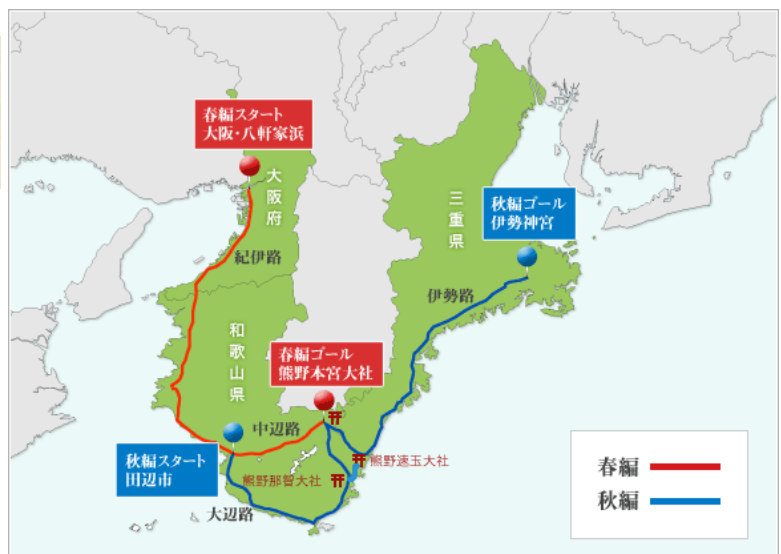 春編スタート
大阪・八軒家浜
大阪府
三重県
秋編ゴール
伊勢神宮
紀伊路
伊勢路
和歌山県
春編ゴール
熊野本宮大社
中辺路
秋編スタート
田辺市
熊野速玉大社
熊野那智大社
大辺路
春編
秋編